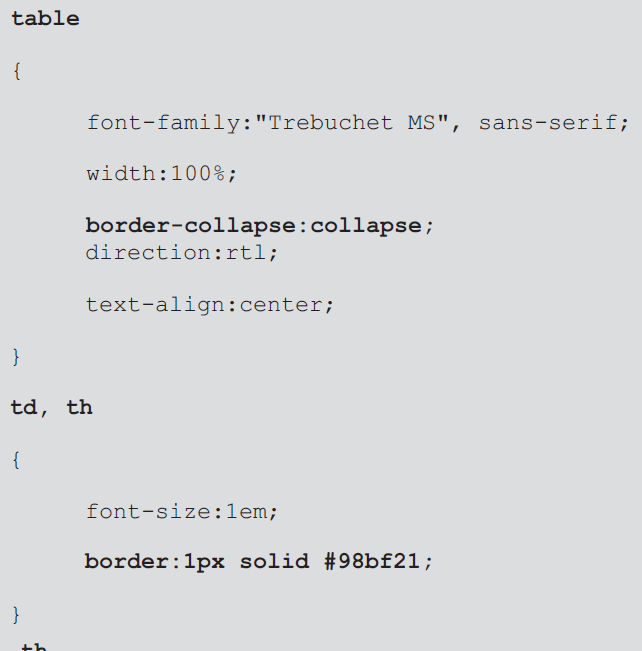 table
{
font-family:"Trebuchet MS", sans-serif;
width:100%;
border-collapse:collapse;
direction:rtl;
text-align:center;
}
td, th
{
font-size:1em;
border:1px solid #98bf21;
}
th